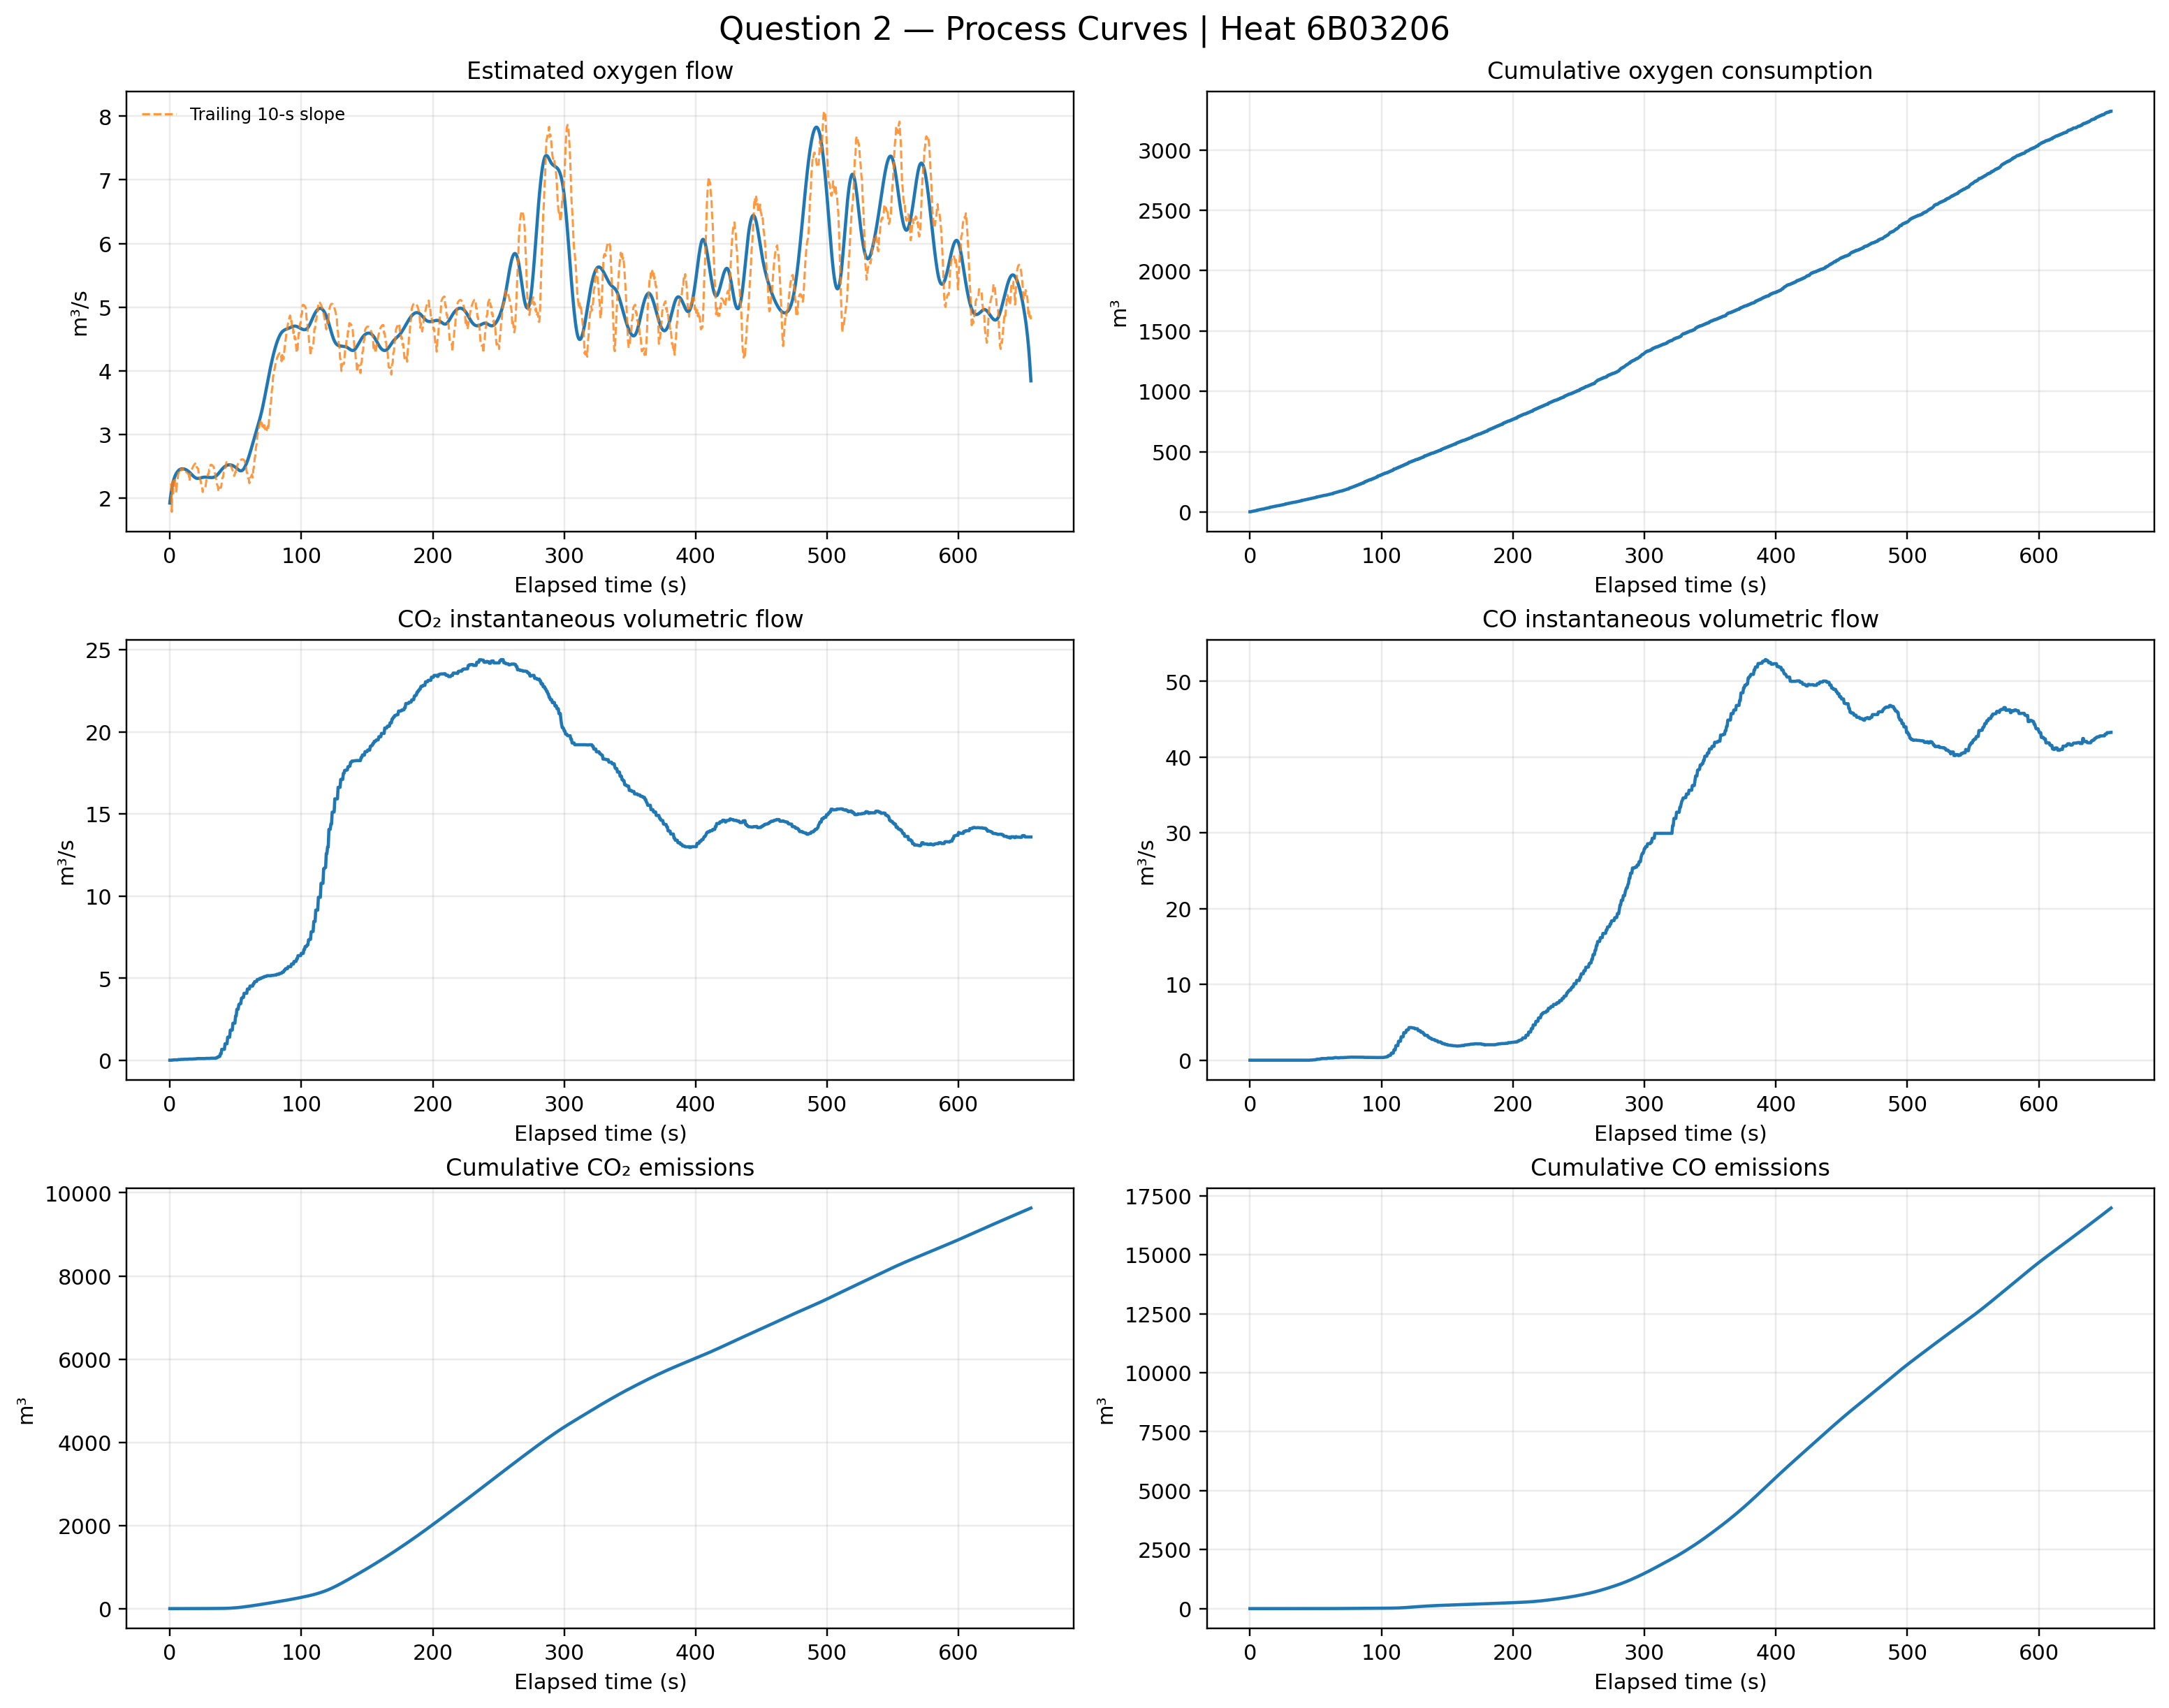 Question 2 — Process Curves | Heat 6B03206
Estimated oxygen flow
Trailing 10-s slope
m³/s
8
7
6
5
4
3
2
0 100 200 300 400 500 600
Elapsed time (s)
Cumulative oxygen consumption
m³
3000
2500
2000
1500
1000
500
0
0 100 200 300 400 500 600
Elapsed time (s)
CO₂ instantaneous volumetric flow
m³/s
25
20
15
10
5
0
0 100 200 300 400 500 600
Elapsed time (s)
CO instantaneous volumetric flow
m³/s
50
40
30
20
10
0
0 100 200 300 400 500 600
Elapsed time (s)
Cumulative CO₂ emissions
m³
10000
8000
6000
4000
2000
0
0 100 200 300 400 500 600
Elapsed time (s)
Cumulative CO emissions
m³
17500
15000
12500
10000
7500
5000
2500
0
0 100 200 300 400 500 600
Elapsed time (s)